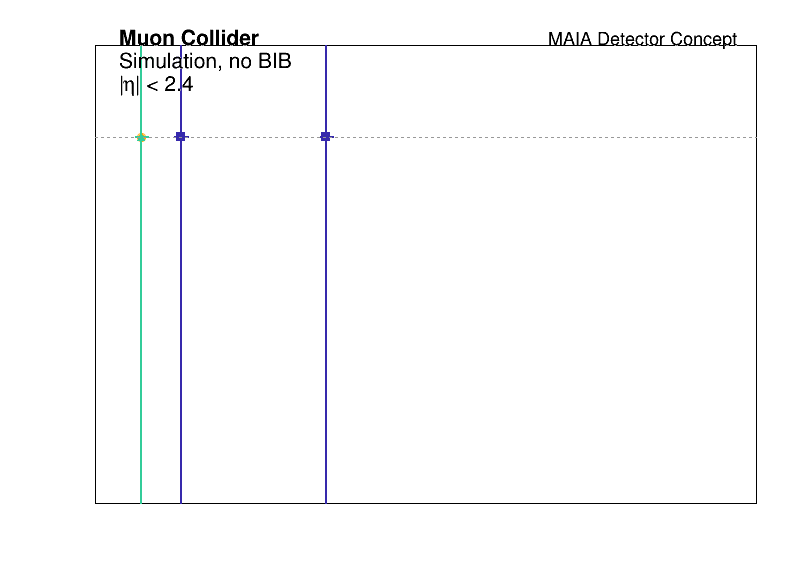 Muon Collider
MAIA Detector Concept
Simulation, no BIB
|η| < 2.4